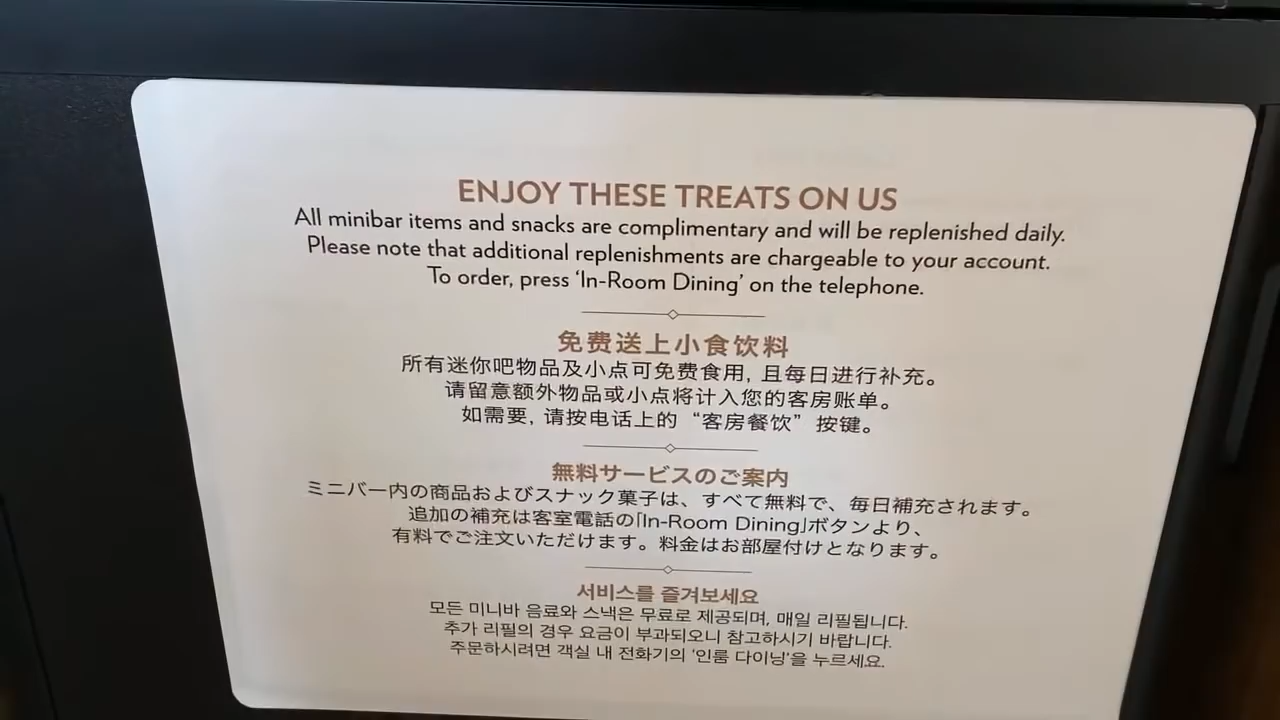 ENJOY THESE TREATS ON US
All minibar items and snacks are complimentary and will be replenished daily.
Please note that additional replenishments are chargeable to your account.
To order, press ‘In-Room Dining’ on the telephone.
免费送上小食饮料
所有迷你吧物品及小点可免费食用, 且每日进行补充。
请留意额外物品或小点将计入您的客房账单。
如需要, 请按电话上的 “客房餐饮” 按键。
無料サービスのご案内
ミニバー内の商品およびスナック菓子は、すべて無料で、毎日補充されます。
追加の補充は客室電話の「In-Room Dining」ボタンより、
有料でご注文いただけます。料金はお部屋付けとなります。
서비스를 즐겨보세요
모든 미니바 음료와 스낵은 무료로 제공되며, 매일 리필됩니다.
추가 리필의 경우 요금이 부과되오니 참고하시기 바랍니다.
주문하시려면 객실 내 전화기의 ‘인룸 다이닝’을 누르세요.